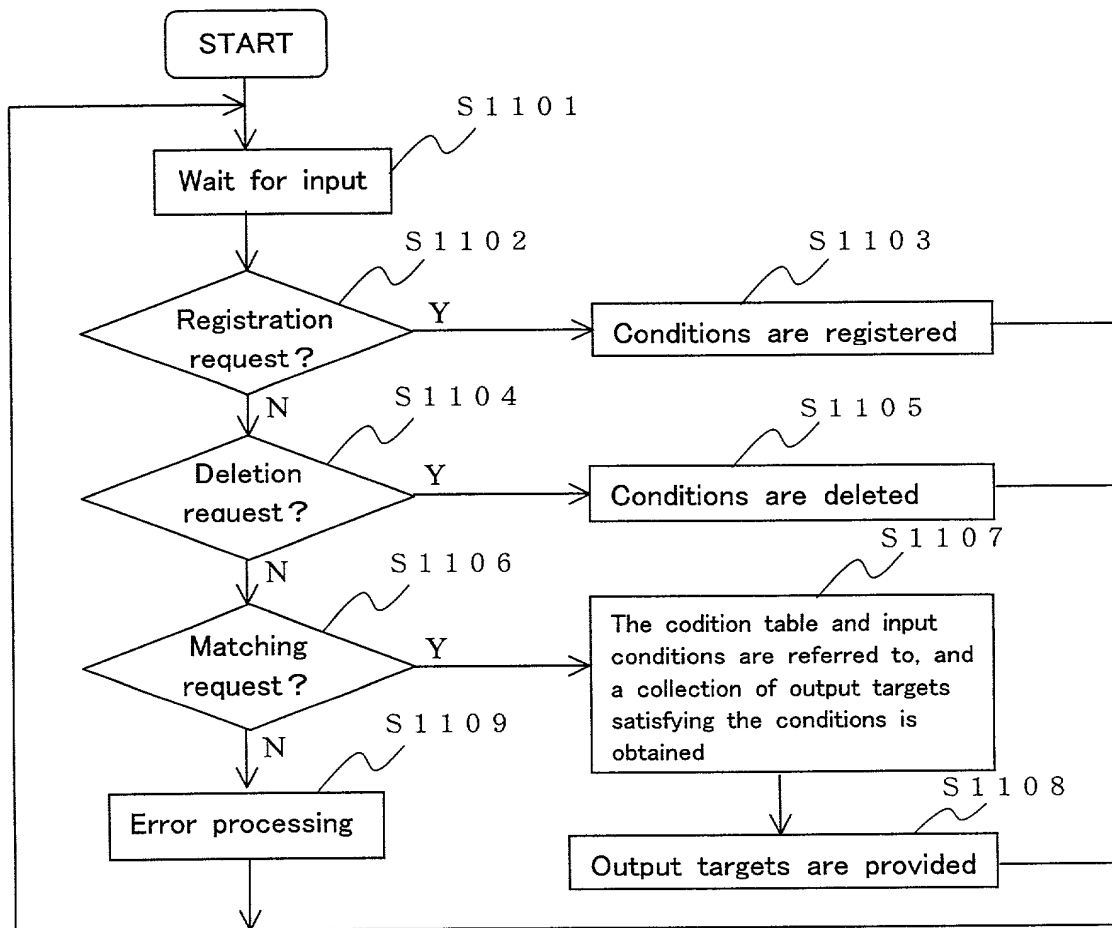 START
S1101
Wait for input
S1102
S1103
Registration
request?
Y
Conditions are registered
N
S1104
S1105
Deletion
request?
Y
Conditions are deleted
N
S1106
S1107
Matching
request?
Y
The codition table and input
conditions are referred to, and
a collection of output targets
satisfying the conditions is
obtained
N
S1109
S1108
Error processing
Output targets are provided